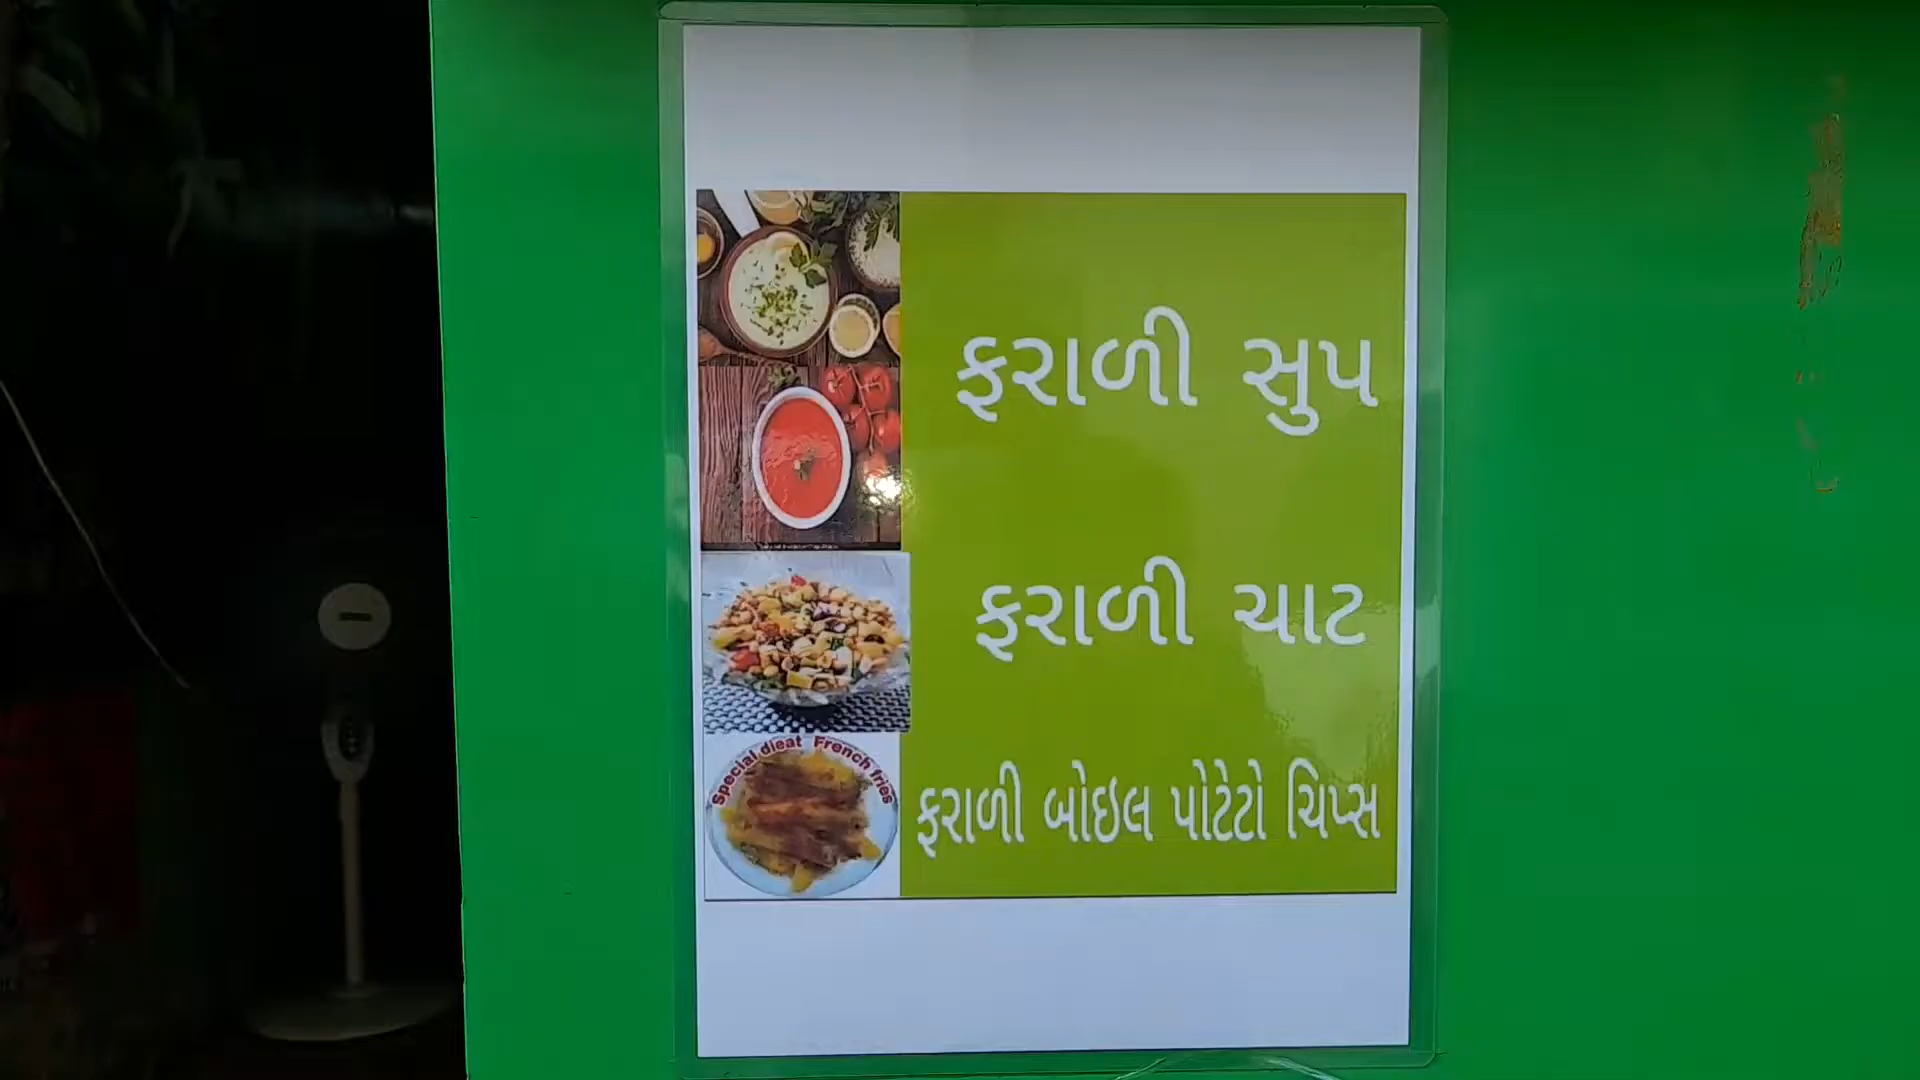 ફરાળી સુપ
ફરાળી ચાટ
Special dieat French fries
ફરાળી બોઇલ પોટેટો ચિપ્સ